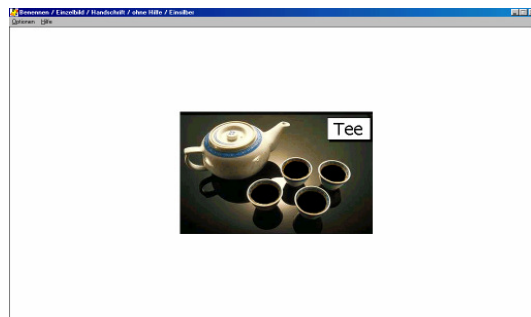 Benennen / Einzelbild / Handschrift / ohne Hilfe / Einsilber
Optionen Hilfe
Tee